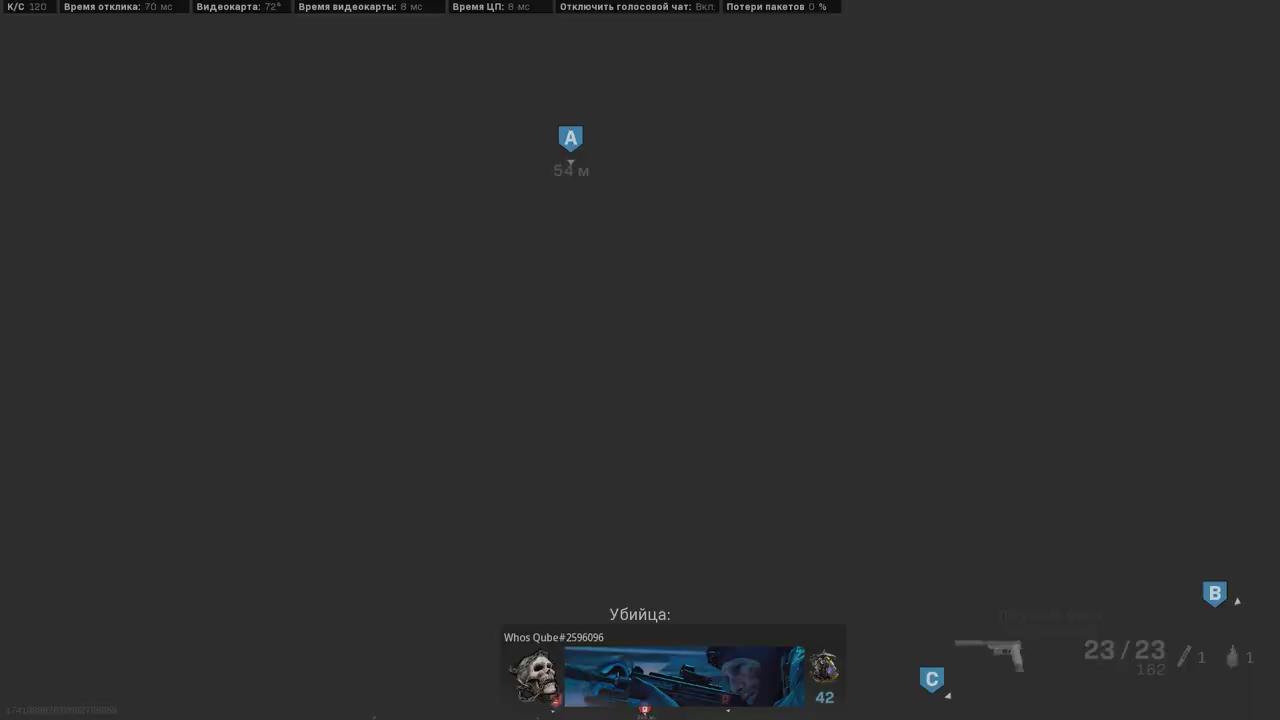 К/С 120 Время отклика: 70 мс Видеокарта: 72° Время видеокарты: 8 мс Время ЦП: 8 мс Отключить голосовой чат: Вкл. Потери пакетов 0 %
A
54 м
B
Убийца:
Whos Qube#2596096
23/23
1
1
162
C
42